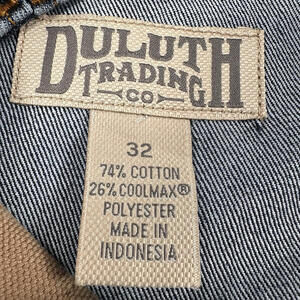 DULUTH
TRADING
CO
32
74% COTTON
26% COOLMAX®
POLYESTER
MADE IN
INDONESIA